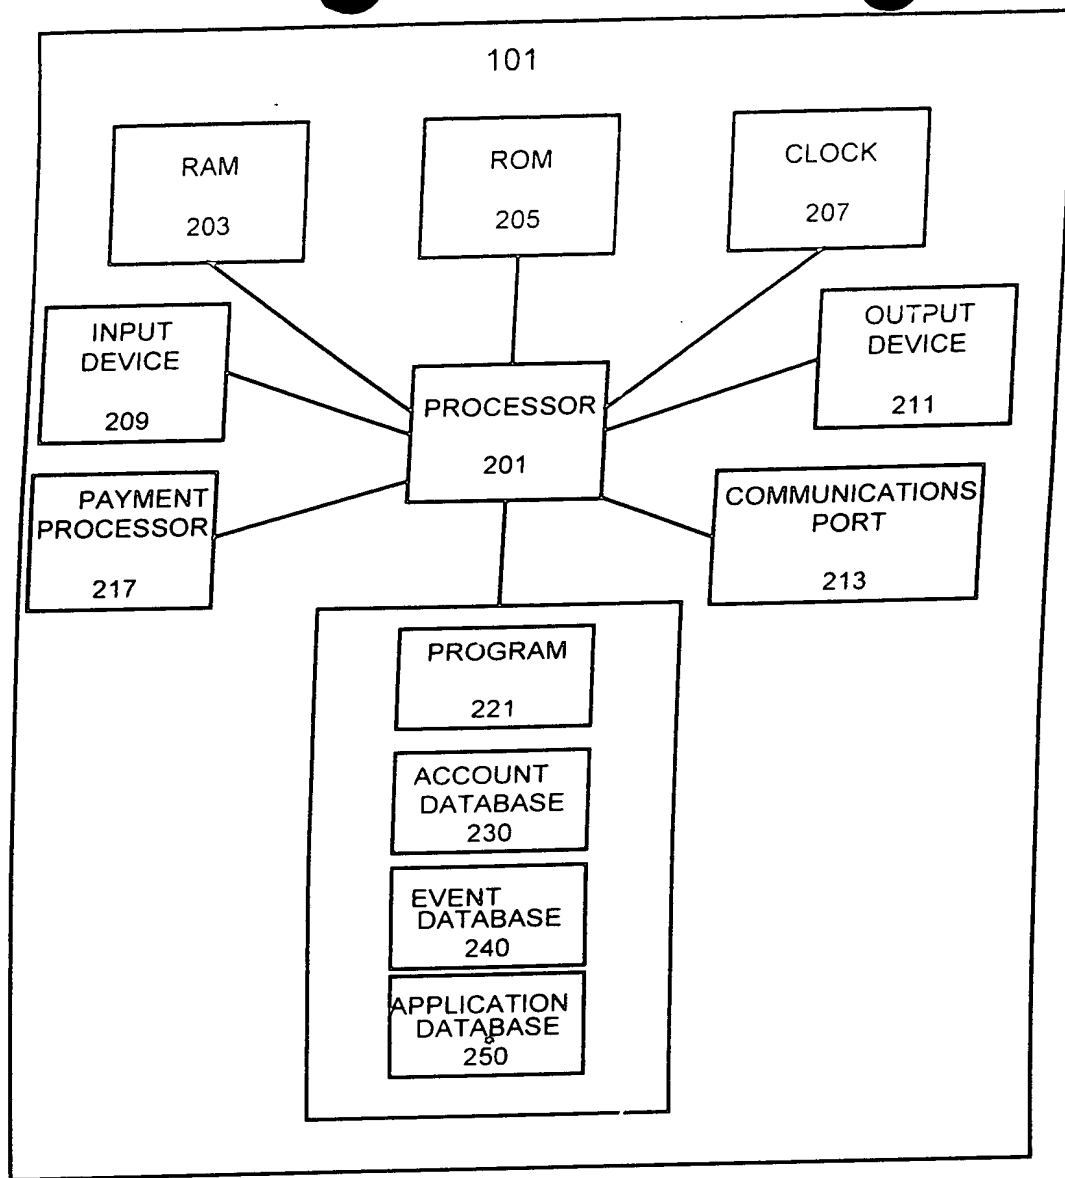 101
RAM
203
ROM
205
CLOCK
207
INPUT
DEVICE
209
OUTPUT
DEVICE
211
PROCESSOR
201
PAYMENT
PROCESSOR
217
COMMUNICATIONS
PORT
213
PROGRAM
221
ACCOUNT
DATABASE
230
EVENT
DATABASE
240
APPLICATION
DATABASE
250